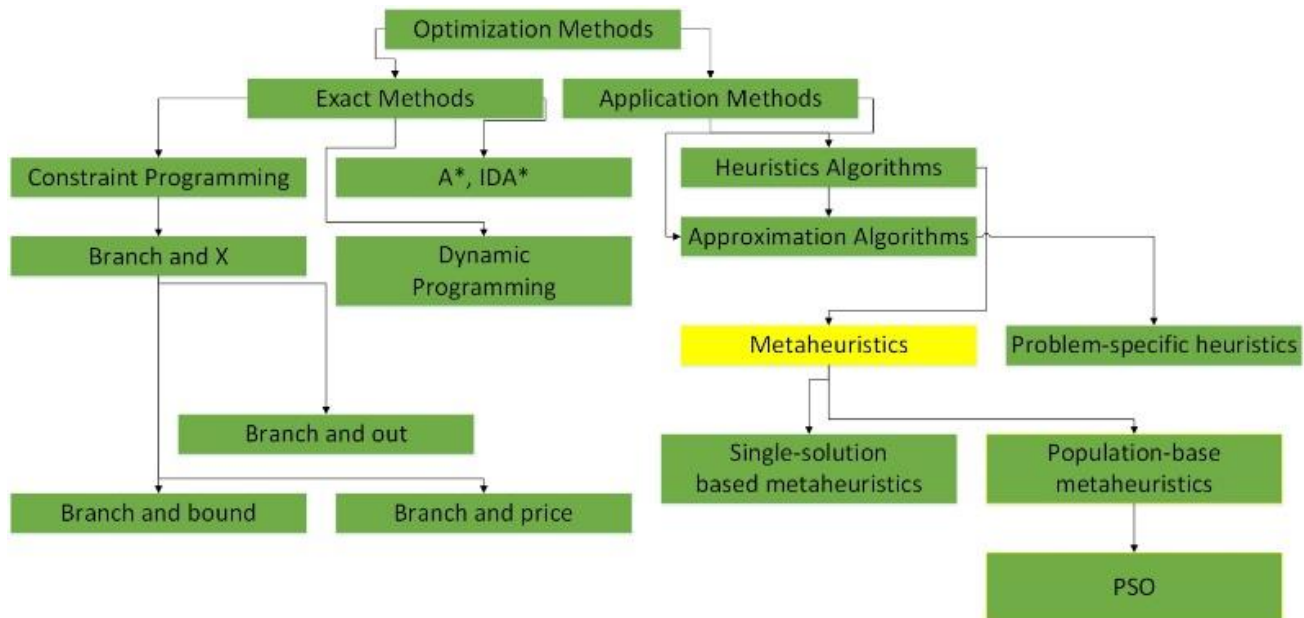 Optimization Methods
Exact Methods
Application Methods
Constraint Programming
A*, IDA*
Heuristics Algorithms
Branch and X
Dynamic
Programming
Approximation Algorithms
Metaheuristics
Problem-specific heuristics
Branch and out
Single-solution
based metaheuristics
Population-base
metaheuristics
Branch and bound
Branch and price
PSO